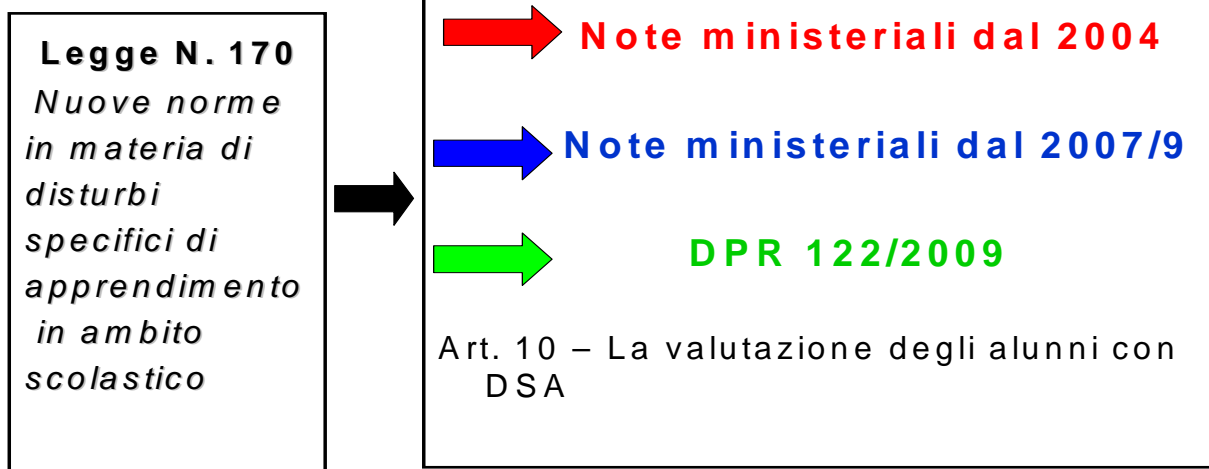 Legge N. 170
Nuove norme
in materia di
disturbi
specifici di
apprendimento
in ambito
scolastico
Note ministeriali dal 2004
Note ministeriali dal 2007/9
DPR 122/2009
Art. 10 – La valutazione degli alunni con
DSA